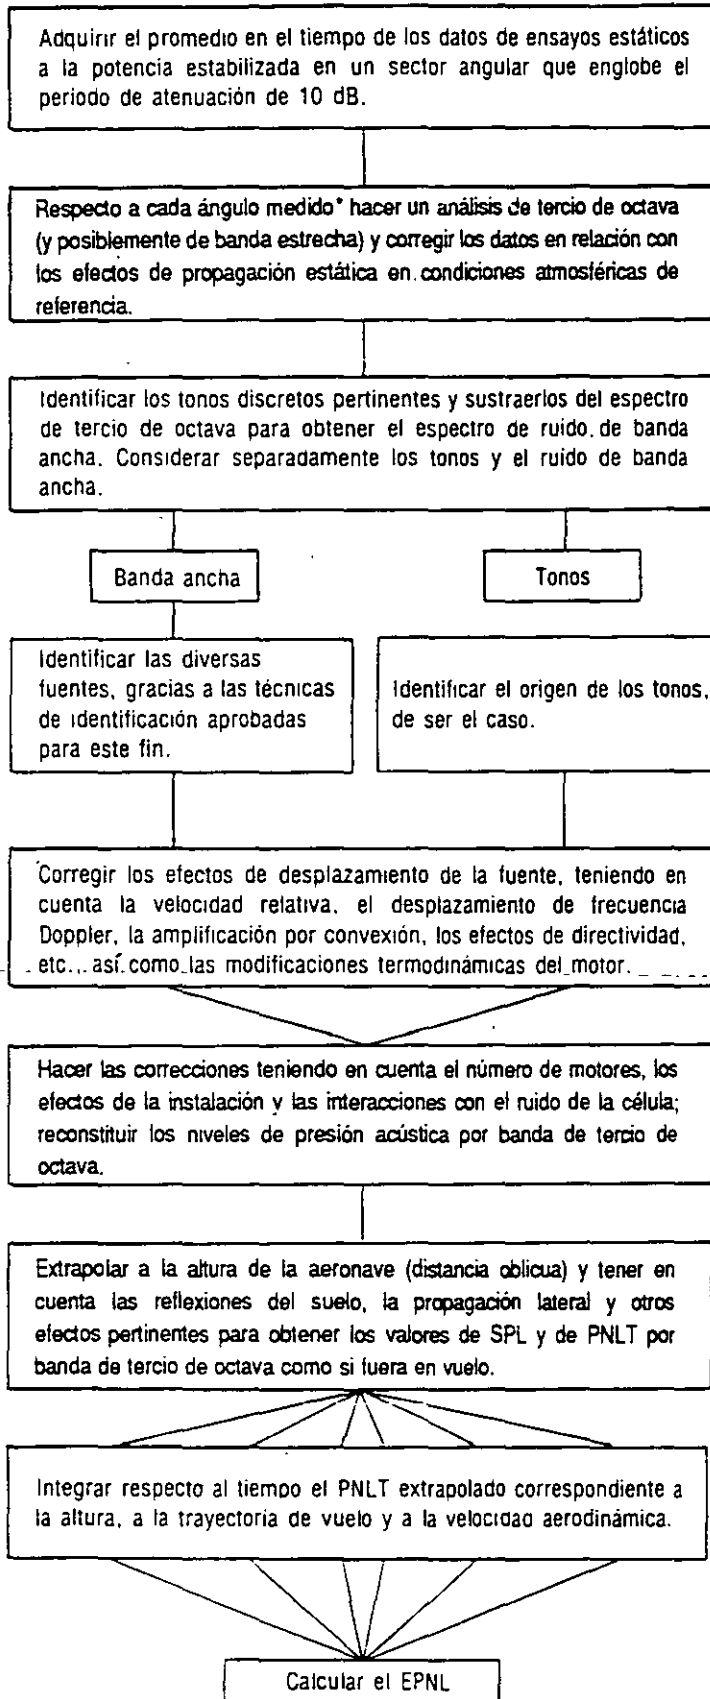 Adquirir el promedio en el tiempo de los datos de ensayos estáticos
a la potencia estabilizada en un sector angular que englobe el
periodo de atenuación de 10 dB.
Respecto a cada ángulo medido* hacer un análisis de tercio de octava
(y posiblemente de banda estrecha) y corregir los datos en relación con
los efectos de propagación estática en condiciones atmosféricas de
referencia.
Identificar los tonos discretos pertinentes y sustraerlos del espectro
de tercio de octava para obtener el espectro de ruido de banda
ancha. Considerar separadamente los tonos y el ruido de banda
ancha.
Banda ancha
Tonos
Identificar las diversas
fuentes, gracias a las técnicas
de identificación aprobadas
para este fin.
Identificar el origen de los tonos,
de ser el caso.
Corregir los efectos de desplazamiento de la fuente, teniendo en
cuenta la velocidad relativa, el desplazamiento de frecuencia
Doppler, la amplificación por convexión, los efectos de directividad,
etc., así como las modificaciones termodinámicas del motor.
Hacer las correcciones teniendo en cuenta el número de motores, los
efectos de la instalación y las interacciones con el ruido de la célula;
reconstituir los niveles de presión acústica por banda de tercio de
octava.
Extrapolar a la altura de la aeronave (distancia oblicua) y tener en
cuenta las reflexiones del suelo, la propagación lateral y otros
efectos pertinentes para obtener los valores de SPL y de PNLT por
banda de tercio de octava como si fuera en vuelo.
Integrar respecto al tiempo el PNLT extrapolado correspondiente a
la altura, a la trayectoria de vuelo y a la velocidad aerodinámica.
Calcular el EPNL